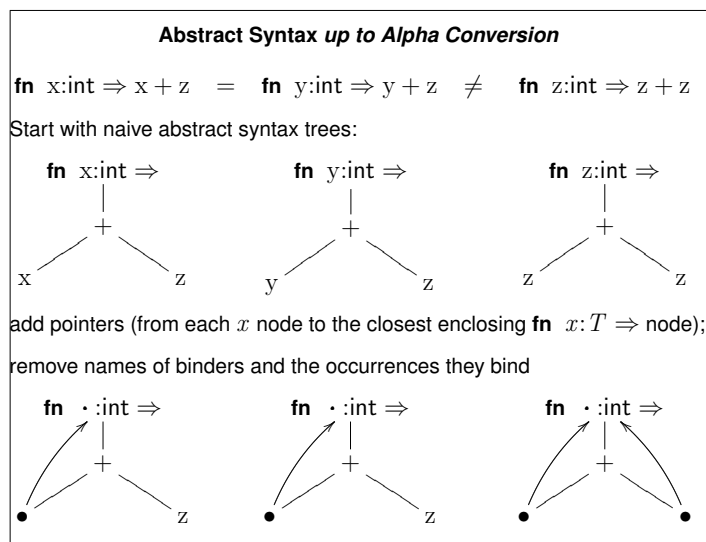 Abstract Syntax up to Alpha Conversion
fn x:int ⇒ x + z = fn y:int ⇒ y + z ≠ fn z:int ⇒ z + z
Start with naive abstract syntax trees:
fn x:int ⇒ fn y:int ⇒ fn z:int ⇒
+ + +
x z y z z z
add pointers (from each x node to the closest enclosing fn x:T ⇒ node);
remove names of binders and the occurrences they bind
fn · :int ⇒ fn · :int ⇒ fn · :int ⇒
+ + +
• z • z • •